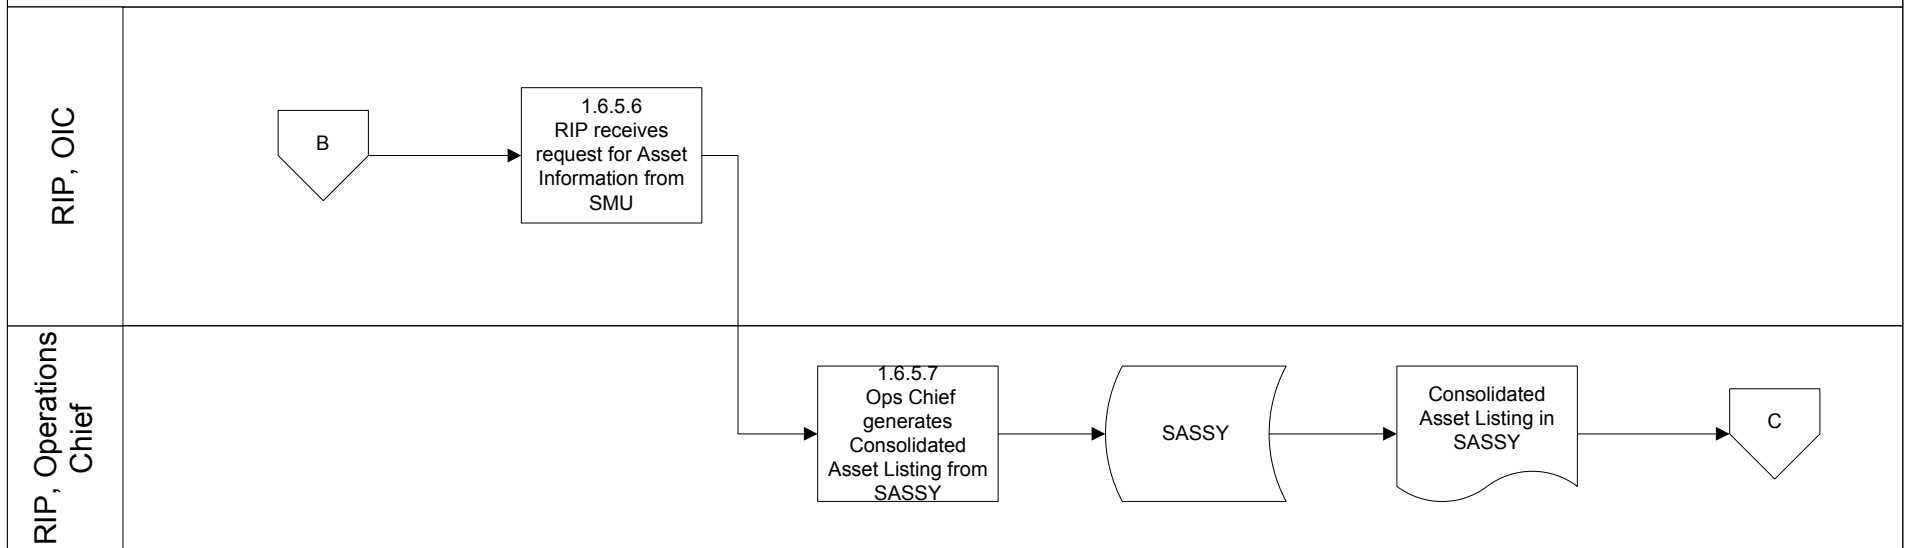 RIP, OIC
B
1.6.5.6
RIP receives
request for Asset
Information from
SMU
RIP, Operations
Chief
1.6.5.7
Ops Chief
generates
Consolidated
Asset Listing from
SASSY
SASSY
Consolidated
Asset Listing in
SASSY
C